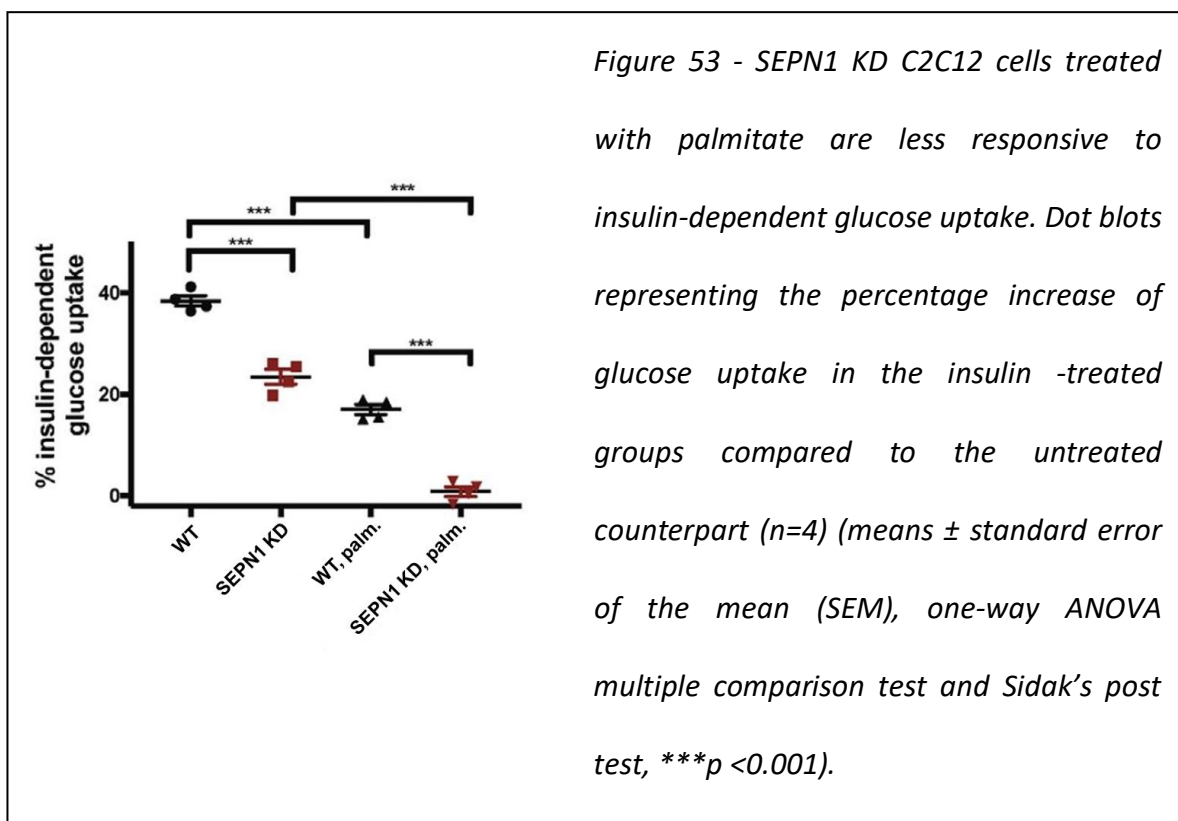 ***
***
***
***
% insulin-dependent
glucose uptake
40
20
0
WT
SEPN1 KD
WT, palm.
SEPN1 KD, palm.
Figure 53 - SEPN1 KD C2C12 cells treated
with palmitate are less responsive to
insulin-dependent glucose uptake. Dot blots
representing the percentage increase of
glucose uptake in the insulin -treated
groups compared to the untreated
counterpart (n=4) (means ± standard error
of the mean (SEM), one-way ANOVA
multiple comparison test and Sidak’s post
test, ***p <0.001).